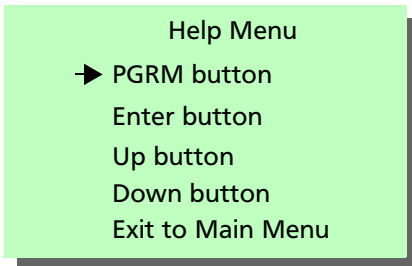 Help Menu
PGRM button
Enter button
Up button
Down button
Exit to Main Menu